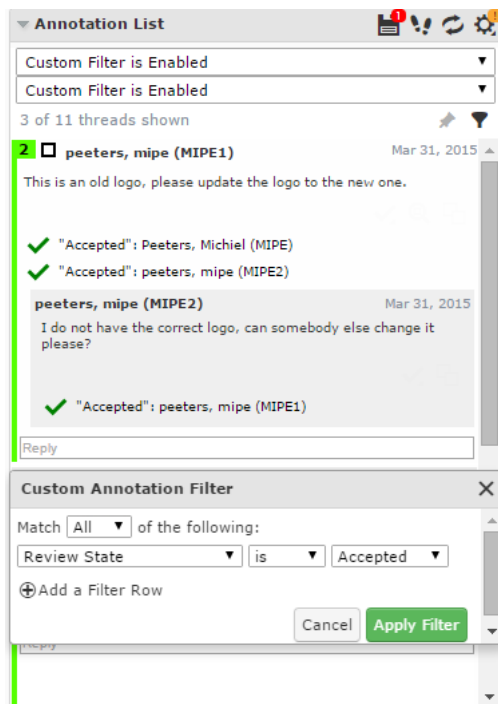 Annotation List
1
!
Custom Filter is Enabled
Custom Filter is Enabled
3 of 11 threads shown
2 peeters, mipe (MIPE1) Mar 31, 2015
This is an old logo, please update the logo to the new one.
"Accepted": Peeters, Michiel (MIPE)
"Accepted": peeters, mipe (MIPE2)
peeters, mipe (MIPE2) Mar 31, 2015
I do not have the correct logo, can somebody else change it
please?
"Accepted": peeters, mipe (MIPE1)
Reply
Custom Annotation Filter
Match All of the following:
Review State is Accepted
Add a Filter Row
Cancel Apply Filter
Reply